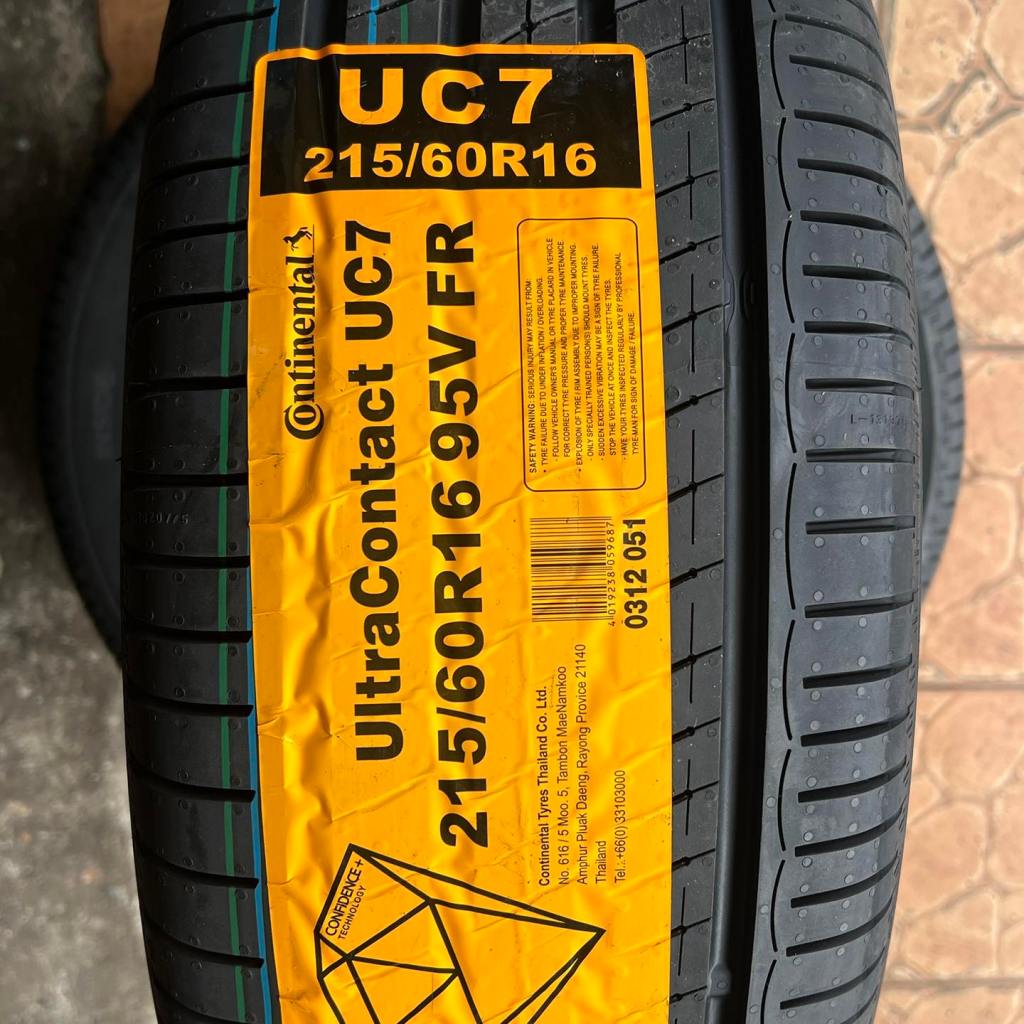 UC7
215/60R16
Continental
UltraContact UC7
215/60R16 95V FR
SAFETY WARNING: SERIOUS INJURY MAY RESULT FROM:
• TYRE FAILURE DUE TO UNDER INFLATION / OVERLOADING.
- FOLLOW VEHICLE OWNER'S MANUAL OR TYRE PLACARD IN VEHICLE
FOR CORRECT TYRE PRESSURE AND PROPER TYRE MAINTENANCE.
• EXPLOSION OF TYRE / RIM ASSEMBLY DUE TO IMPROPER MOUNTING.
- ONLY SPECIALLY TRAINED PERSON(S) SHOULD MOUNT TYRES.
- SUDDEN EXCESSIVE VIBRATION MAY BE A SIGN OF TYRE FAILURE.
STOP THE VEHICLE AT ONCE AND INSPECT THE TYRES.
- HAVE YOUR TYRES INSPECTED REGULARLY BY PROFESSIONAL
TYRE-MAN FOR SIGN OF DAMAGE / FAILURE.
4 019238 059687
0312 051
Continental Tyres Thailand Co. Ltd.
No. 616 / 5 Moo. 5, Tambon MaeNamkoo
Amphur Pluak Daeng, Rayong Provice 21140
Thailand
Tel.:+66(0) 33103000
CONFIDENCE+
TECHNOLOGY